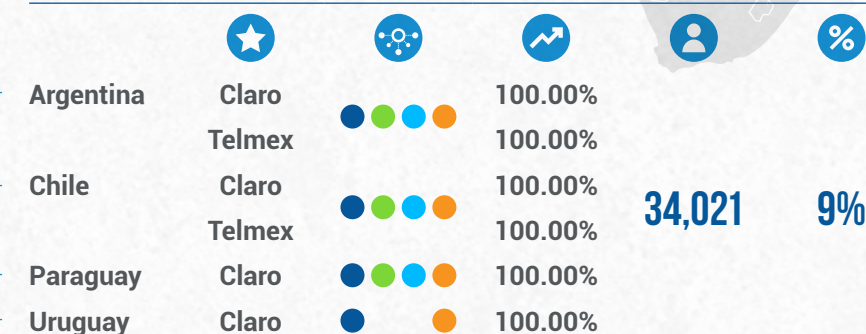 %
Argentina Claro 100.00%
Telmex 100.00%
Chile Claro 100.00%
34,021 9%
Telmex 100.00%
Paraguay Claro 100.00%
Uruguay Claro 100.00%